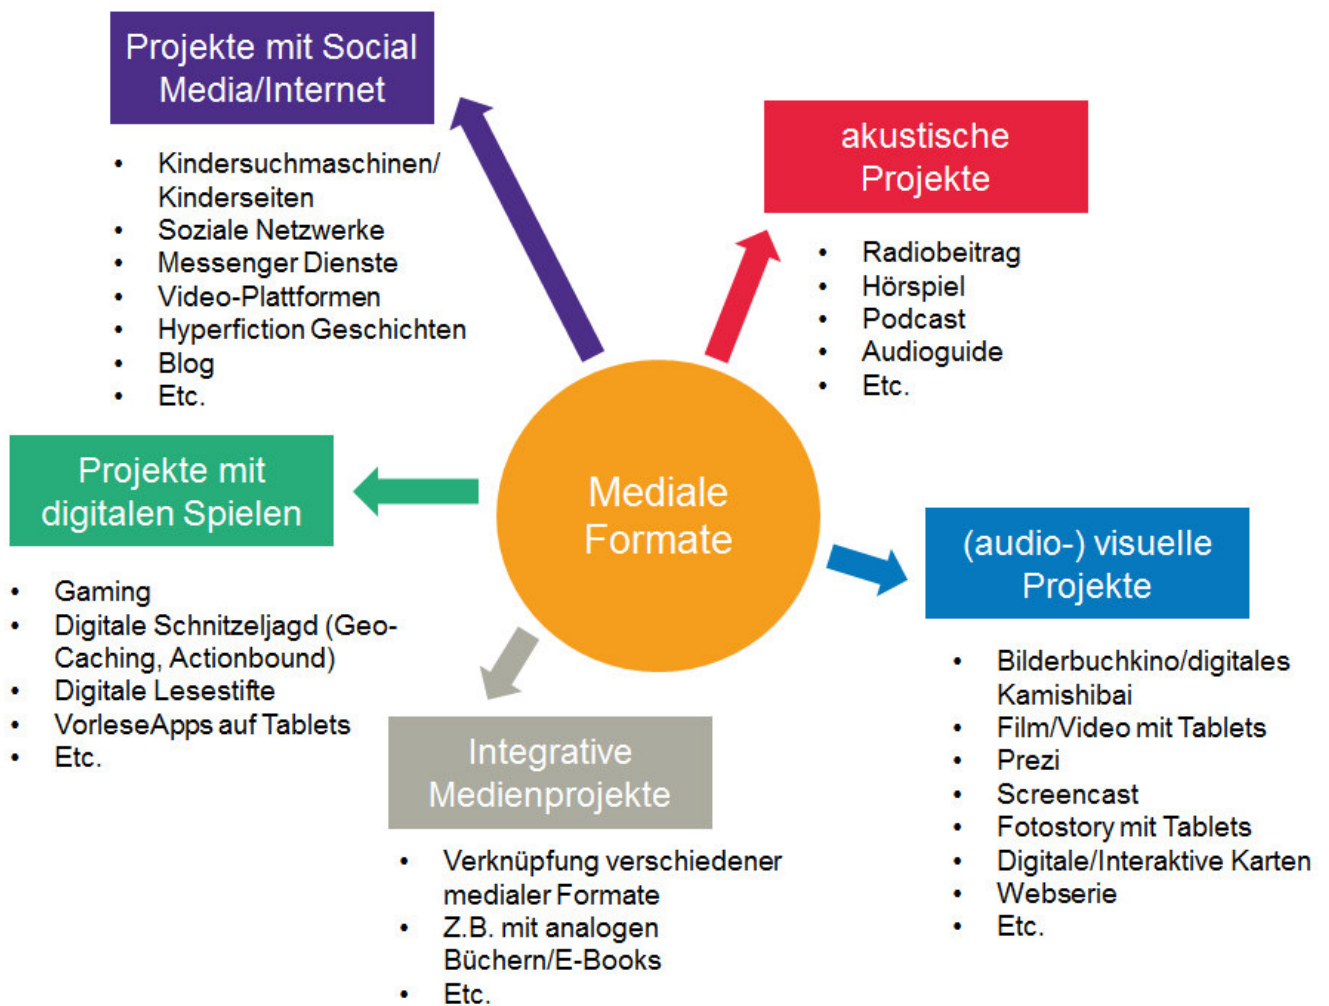 Projekte mit Social
Media/Internet
• Kindersuchmaschinen/
Kinderseiten
• Soziale Netzwerke
• Messenger Dienste
• Video-Plattformen
• Hyperfiction Geschichten
• Blog
• Etc.
akustische
Projekte
• Radiobeitrag
• Hörspiel
• Podcast
• Audioguide
• Etc.
Mediale
Formate
Projekte mit
digitalen Spielen
• Gaming
• Digitale Schnitzeljagd (Geo-
Caching, Actionbound)
• Digitale Lesestifte
• VorleseApps auf Tablets
• Etc.
(audio-) visuelle
Projekte
• Bilderbuchkino/digitales
Kamishibai
• Film/Video mit Tablets
• Prezi
• Screencast
• Fotostory mit Tablets
• Digitale/Interaktive Karten
• Webserie
• Etc.
Integrative
Medienprojekte
• Verknüpfung verschiedener
medialer Formate
• Z.B. mit analogen
Büchern/E-Books
• Etc.